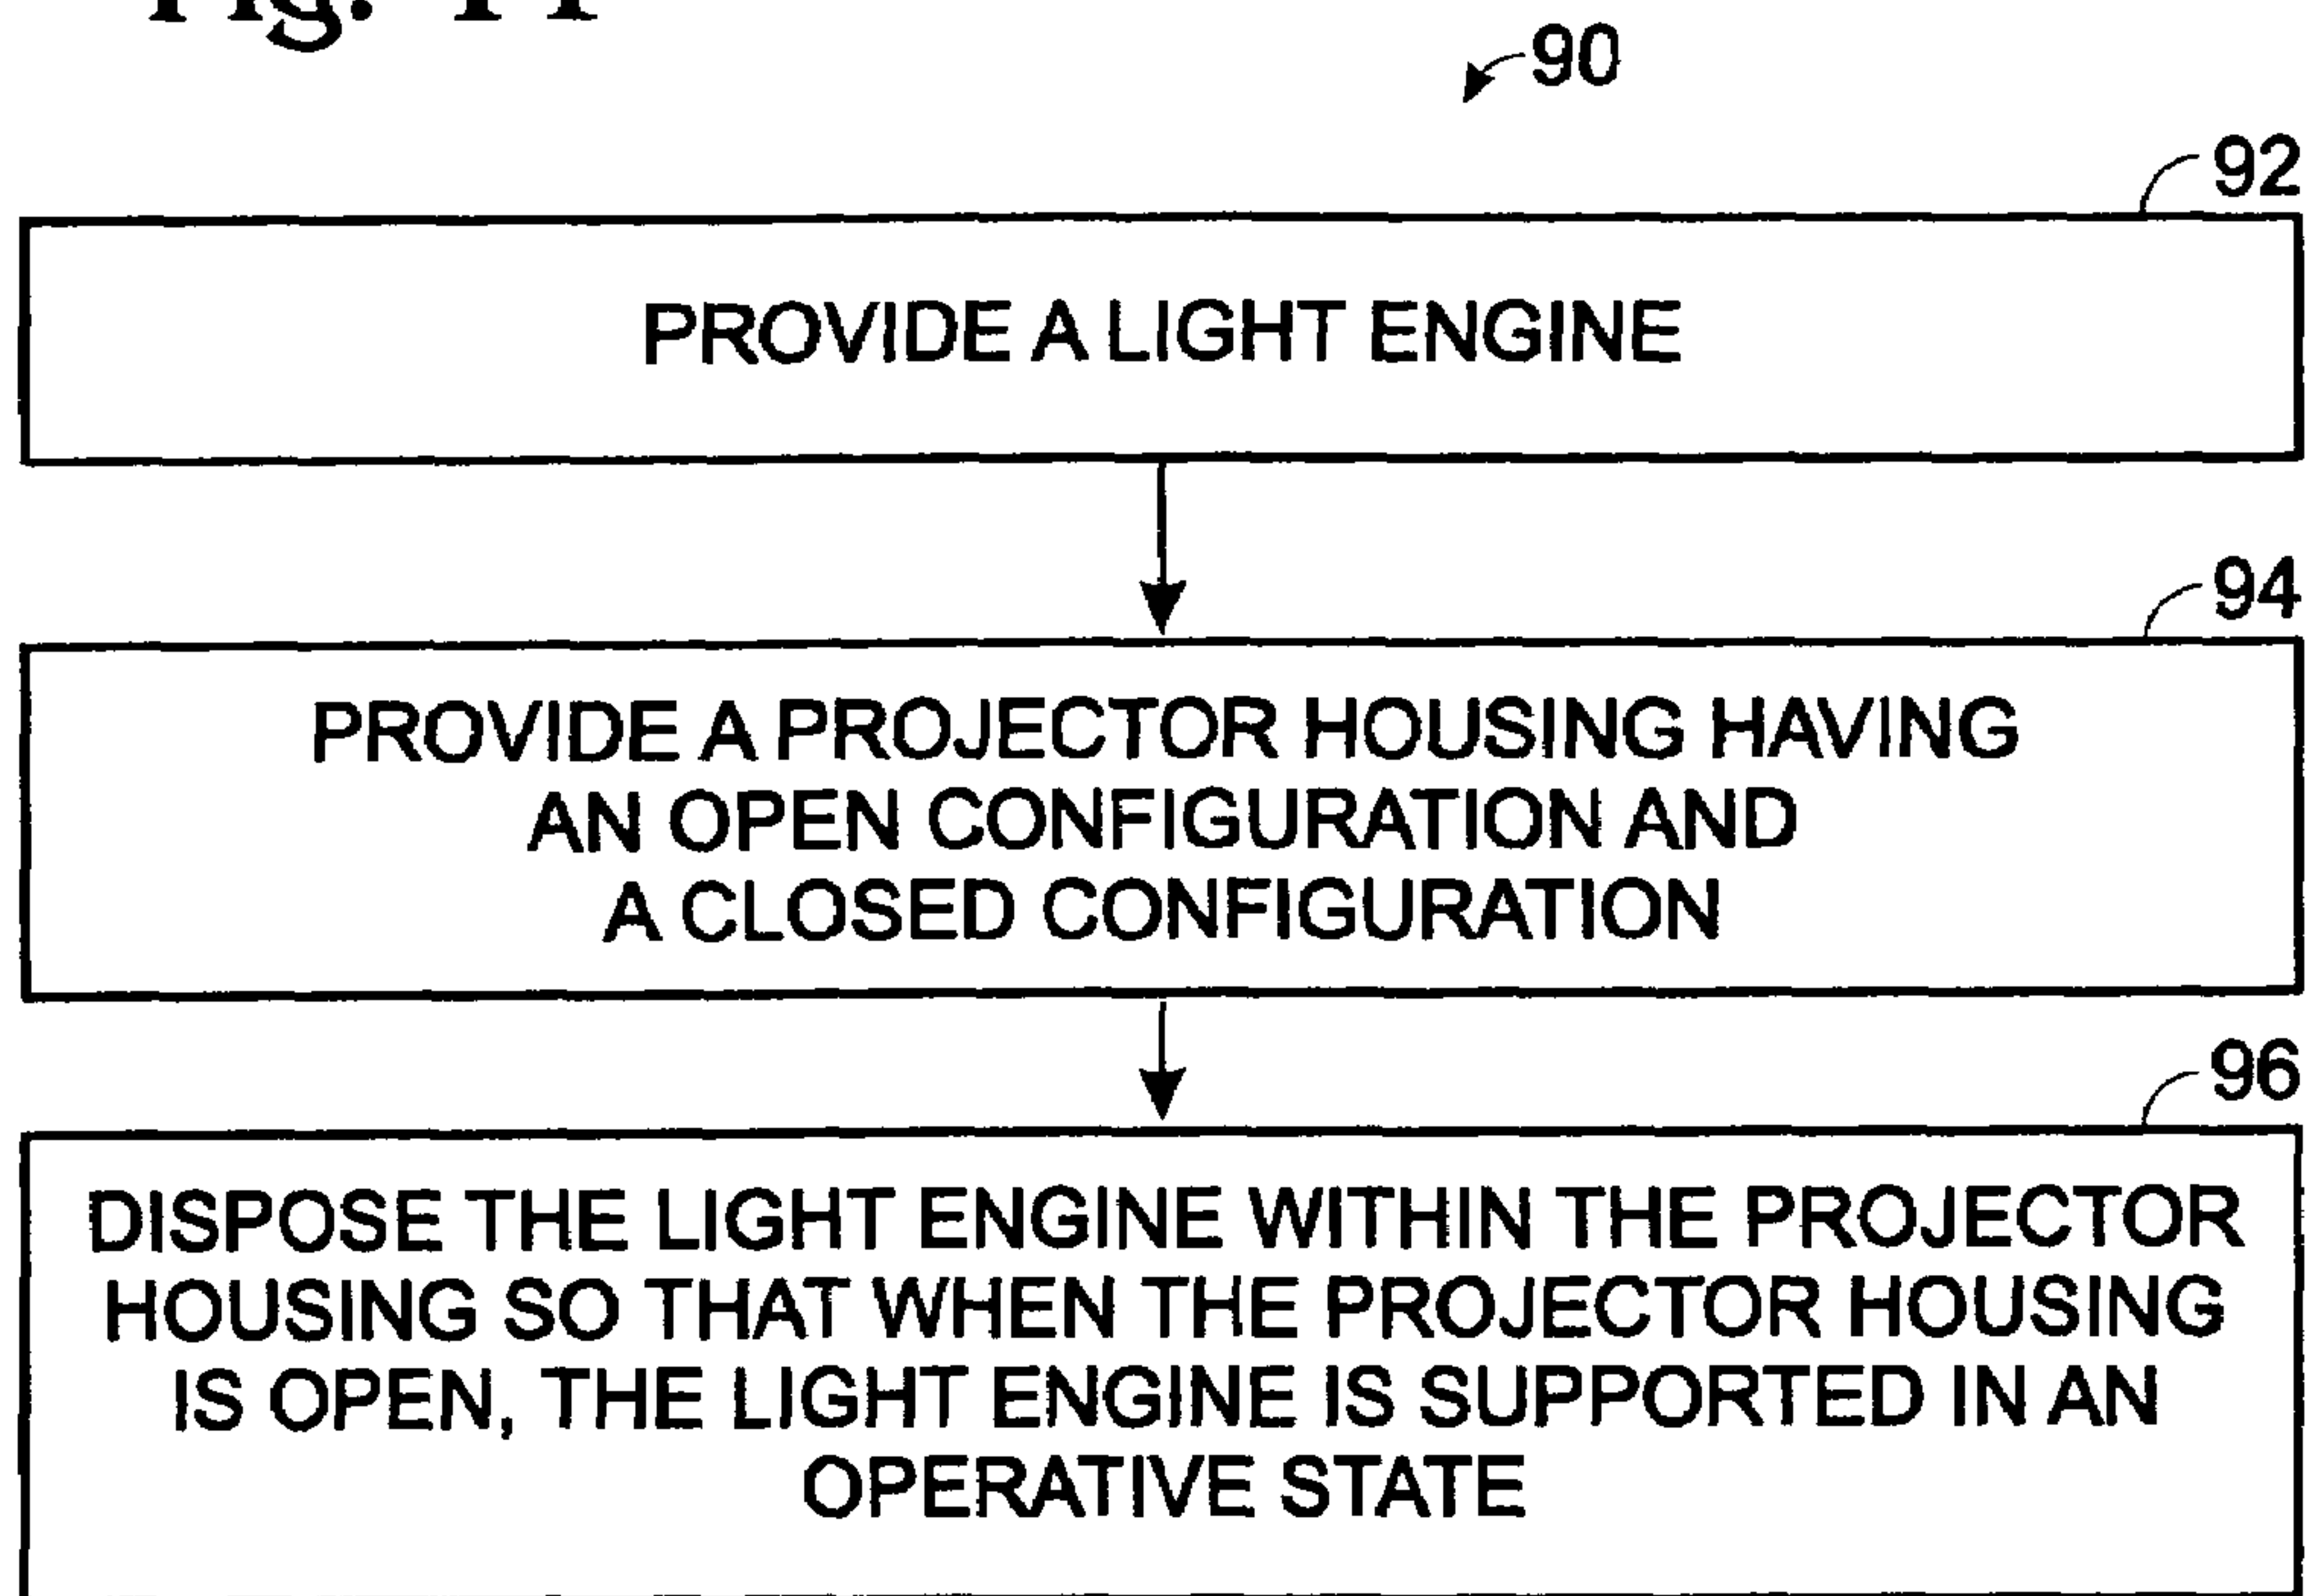 Fig. 11
90
92
PROVIDE A LIGHT ENGINE
94
PROVIDE A PROJECTOR HOUSING HAVING
AN OPEN CONFIGURATION AND
A CLOSED CONFIGURATION
96
DISPOSE THE LIGHT ENGINE WITHIN THE PROJECTOR
HOUSING SO THAT WHEN THE PROJECTOR HOUSING
IS OPEN, THE LIGHT ENGINE IS SUPPORTED IN AN
OPERATIVE STATE